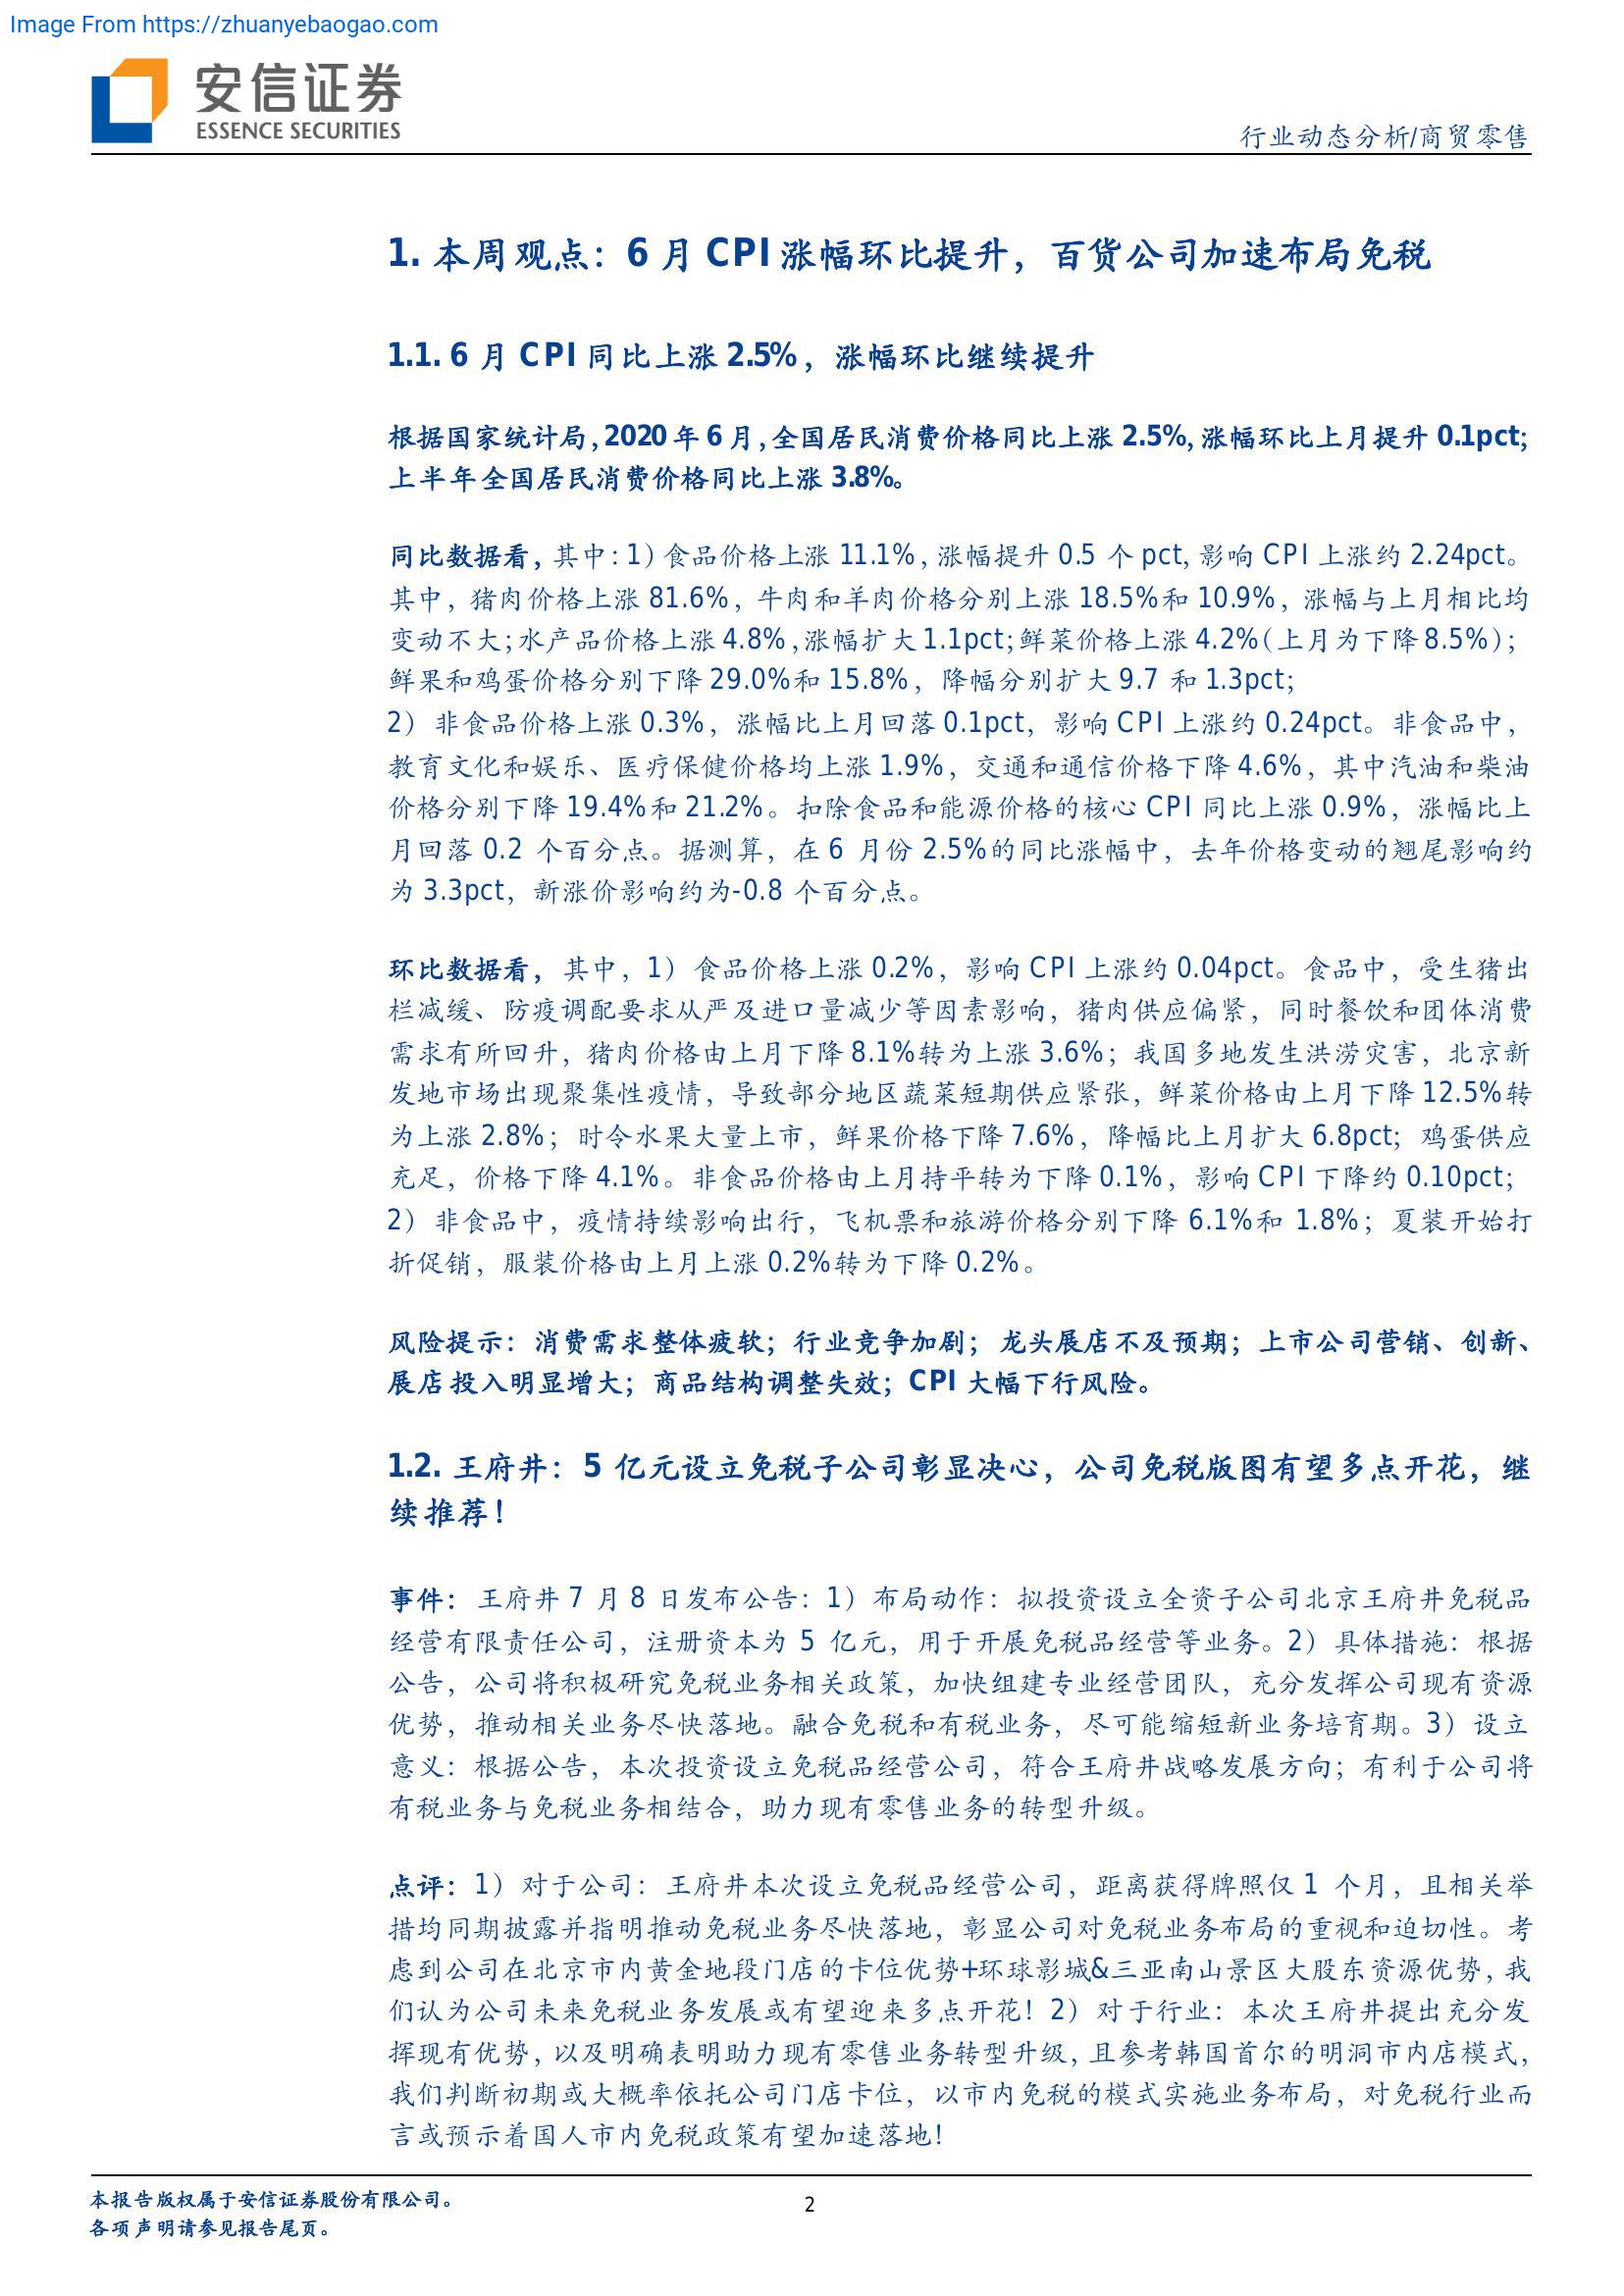 Image From https://zhuanyebaogao.com
安信证券
ESSENCE SECURITIES
行业动态分析/商贸零售
1. 本周观点：6 月 CPI 涨幅环比提升，百货公司加速布局免税
1.1. 6 月 CPI 同比上涨 2.5%，涨幅环比继续提升
根据国家统计局，2020 年 6 月，全国居民消费价格同比上涨 2.5%，涨幅环比上月提升 0.1pct；
上半年全国居民消费价格同比上涨 3.8%。
同比数据看，其中：1）食品价格上涨 11.1%，涨幅提升 0.5 个 pct，影响 CPI 上涨约 2.24pct。
其中，猪肉价格上涨 81.6%，牛肉和羊肉价格分别上涨 18.5%和 10.9%，涨幅与上月相比均
变动不大；水产品价格上涨 4.8%，涨幅扩大 1.1pct；鲜菜价格上涨 4.2%（上月为下降 8.5%）；
鲜果和鸡蛋价格分别下降 29.0%和 15.8%，降幅分别扩大 9.7 和 1.3pct；
2）非食品价格上涨 0.3%，涨幅比上月回落 0.1pct，影响 CPI 上涨约 0.24pct。非食品中，
教育文化和娱乐、医疗保健价格均上涨 1.9%，交通和通信价格下降 4.6%，其中汽油和柴油
价格分别下降 19.4%和 21.2%。扣除食品和能源价格的核心 CPI 同比上涨 0.9%，涨幅比上
月回落 0.2 个百分点。据测算，在 6 月份 2.5%的同比涨幅中，去年价格变动的翘尾影响约
为 3.3pct，新涨价影响约为-0.8 个百分点。
环比数据看，其中，1）食品价格上涨 0.2%，影响 CPI 上涨约 0.04pct。食品中，受生猪出
栏减缓、防疫调配要求从严及进口量减少等因素影响，猪肉供应偏紧，同时餐饮和团体消费
需求有所回升，猪肉价格由上月下降 8.1%转为上涨 3.6%；我国多地发生洪涝灾害，北京新
发地市场出现聚集性疫情，导致部分地区蔬菜短期供应紧张，鲜菜价格由上月下降 12.5%转
为上涨 2.8%；时令水果大量上市，鲜果价格下降 7.6%，降幅比上月扩大 6.8pct；鸡蛋供应
充足，价格下降 4.1%。非食品价格由上月持平转为下降 0.1%，影响 CPI 下降约 0.10pct；
2）非食品中，疫情持续影响出行，飞机票和旅游价格分别下降 6.1%和 1.8%；夏装开始打
折促销，服装价格由上月上涨 0.2%转为下降 0.2%。
风险提示：消费需求整体疲软；行业竞争加剧；龙头展店不及预期；上市公司营销、创新、
展店投入明显增大；商品结构调整失效；CPI 大幅下行风险。
1.2. 王府井：5 亿元设立免税子公司彰显决心，公司免税版图有望多点开花，继
续推荐！
事件：王府井 7 月 8 日发布公告：1）布局动作：拟投资设立全资子公司北京王府井免税品
经营有限责任公司，注册资本为 5 亿元，用于开展免税品经营等业务。2）具体措施：根据
公告，公司将积极研究免税业务相关政策，加快组建专业经营团队，充分发挥公司现有资源
优势，推动相关业务尽快落地。融合免税和有税业务，尽可能缩短新业务培育期。3）设立
意义：根据公告，本次投资设立免税品经营公司，符合王府井战略发展方向；有利于公司将
有税业务与免税业务相结合，助力现有零售业务的转型升级。
点评：1）对于公司：王府井本次设立免税品经营公司，距离获得牌照仅 1 个月，且相关举
措均同期披露并指明推动免税业务尽快落地，彰显公司对免税业务布局的重视和迫切性。考
虑到公司在北京市内黄金地段门店的卡位优势+环球影城&三亚南山景区大股东资源优势，我
们认为公司未来免税业务发展或有望迎来多点开花！2）对于行业：本次王府井提出充分发
挥现有优势，以及明确表明助力现有零售业务转型升级，且参考韩国首尔的明洞市内店模式，
我们判断初期或大概率依托公司门店卡位，以市内免税的模式实施业务布局，对免税行业而
言或预示着国人市内免税政策有望加速落地！
本报告版权属于安信证券股份有限公司。
2
各项声明请参见报告尾页。